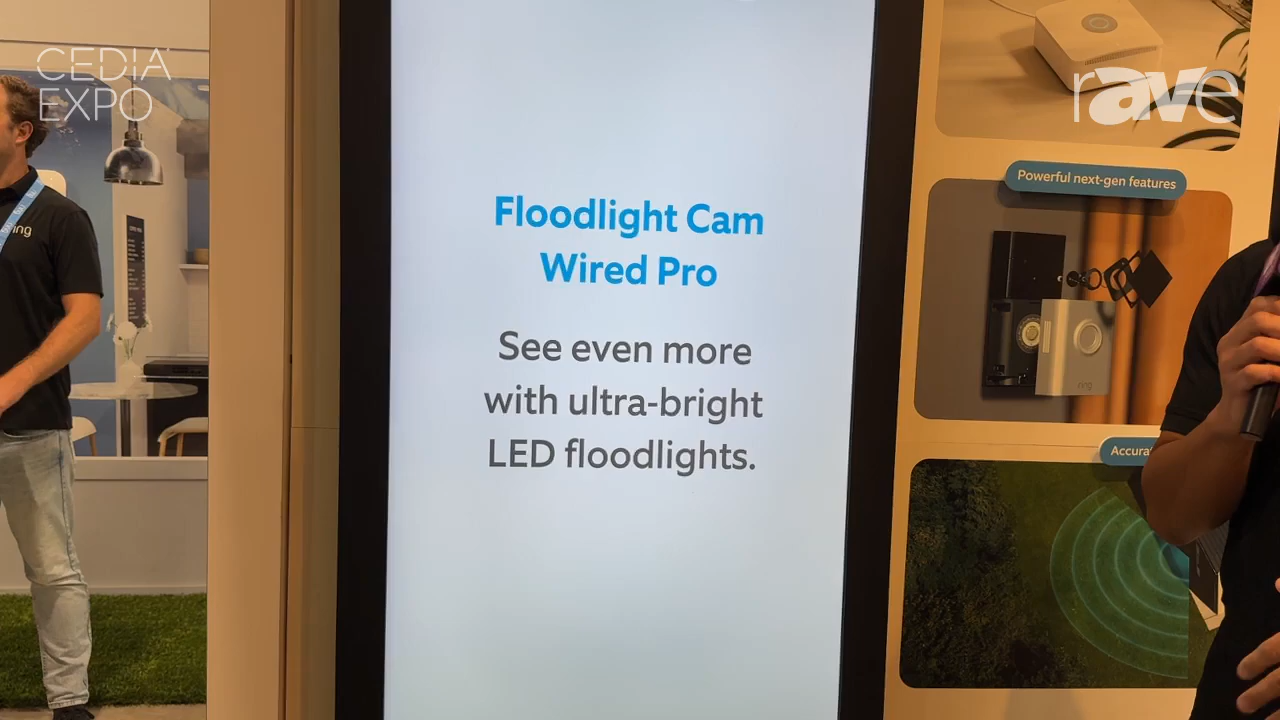 CEDIA
EXPO
rave
Powerful next-gen features
Floodlight Cam
Wired Pro
See even more
with ultra-bright
LED floodlights.
ring